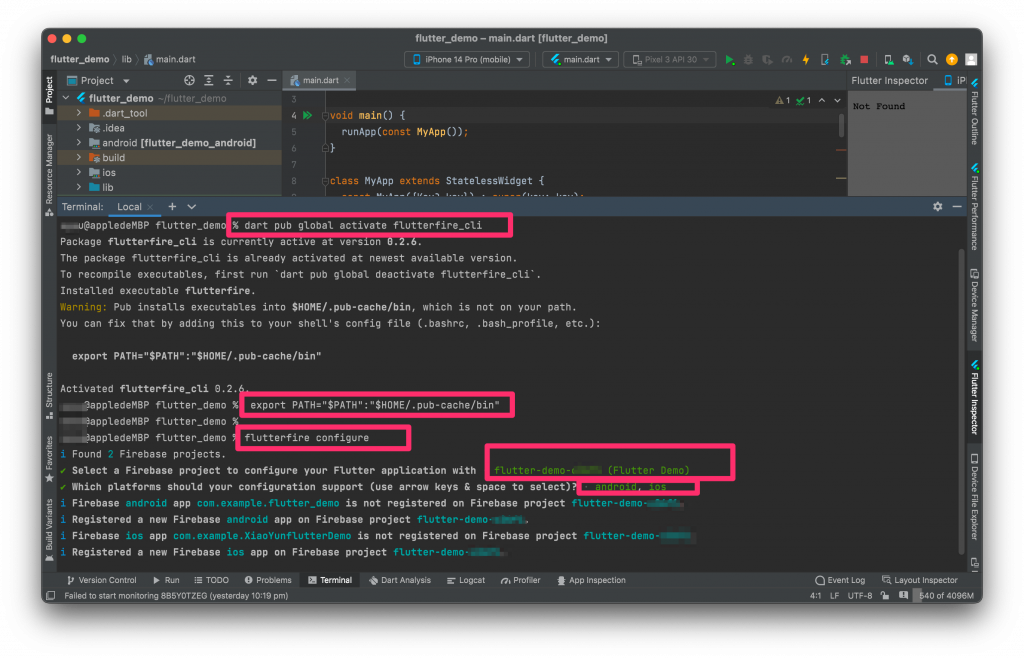 flutter_demo – main.dart [flutter_demo]
flutter_demo lib main.dart
iPhone 14 Pro (mobile) main.dart Pixel 3 API 30
Project main.dart Flutter Inspector iP
flutter_demo ~/flutter_demo
.dart_tool
.idea
android [flutter_demo_android]
build
ios
lib
3
4 void main() {
5 runApp(const MyApp());
6 }
7
8 class MyApp extends StatelessWidget {
1 1
Not Found
Project
Resource Manager
Structure
Favorites
Build Variants
Flutter Outline
Flutter Performance
Device Manager
Flutter Inspector
Device File Explorer
Terminal: Local
@appledeMBP flutter_demo % dart pub global activate flutterfire_cli
Package flutterfire_cli is currently active at version 0.2.6.
The package flutterfire_cli is already activated at newest available version.
To recompile executables, first run `dart pub global deactivate flutterfire_cli`.
Installed executable flutterfire.
Warning: Pub installs executables into $HOME/.pub-cache/bin, which is not on your path.
You can fix that by adding this to your shell's config file (.bashrc, .bash_profile, etc.):
export PATH="$PATH":"$HOME/.pub-cache/bin"
Activated flutterfire_cli 0.2.6.
@appledeMBP flutter_demo % export PATH="$PATH":"$HOME/.pub-cache/bin"
@appledeMBP flutter_demo %
@appledeMBP flutter_demo % flutterfire configure
i Found 2 Firebase projects.
✔ Select a Firebase project to configure your Flutter application with flutter-demo- (Flutter Demo)
✔ Which platforms should your configuration support (use arrow keys & space to select)? · android, ios
i Firebase android app com.example.flutter_demo is not registered on Firebase project flutter-demo-
i Registered a new Firebase android app on Firebase project flutter-demo- .
i Firebase ios app com.example.XiaoYunflutterDemo is not registered on Firebase project flutter-demo-
i Registered a new Firebase ios app on Firebase project flutter-demo-
Version Control Run TODO Problems Terminal Dart Analysis Logcat Profiler App Inspection Event Log Layout Inspector
Failed to start monitoring 8B5Y0TZEG (yesterday 10:19 pm) 4:1 LF UTF-8 540 of 4096M